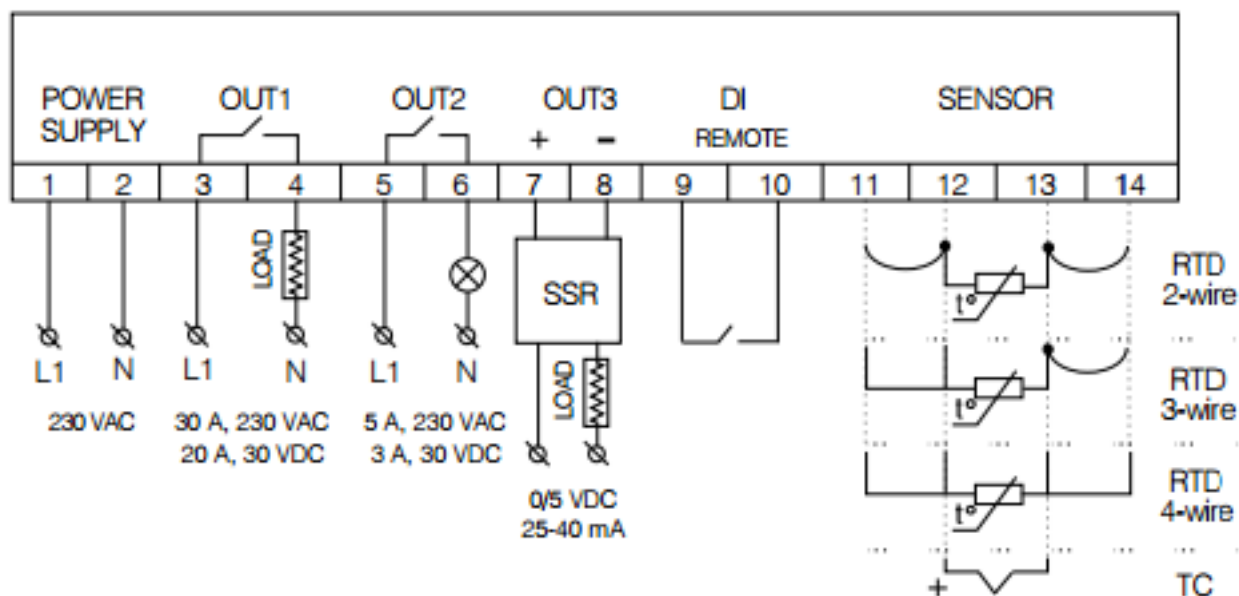 POWER SUPPLY OUT1 OUT2 OUT3 DI SENSOR
+ − REMOTE
1 2 3 4 5 6 7 8 9 10 11 12 13 14
LOAD
SSR
LOAD
L1 N L1 N L1 N
230 VAC 30 A, 230 VAC 5 A, 230 VAC
20 A, 30 VDC 3 A, 30 VDC
0/5 VDC
25-40 mA
t° RTD
2-wire
t° RTD
3-wire
t° RTD
4-wire
+ TC